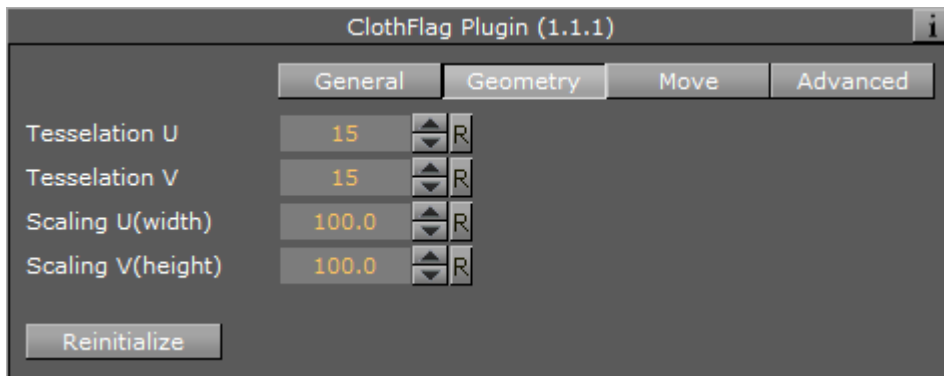 ClothFlag Plugin (1.1.1) i
General Geometry Move Advanced
Tesselation U 15 R
Tesselation V 15 R
Scaling U(width) 100.0 R
Scaling V(height) 100.0 R
Reinitialize